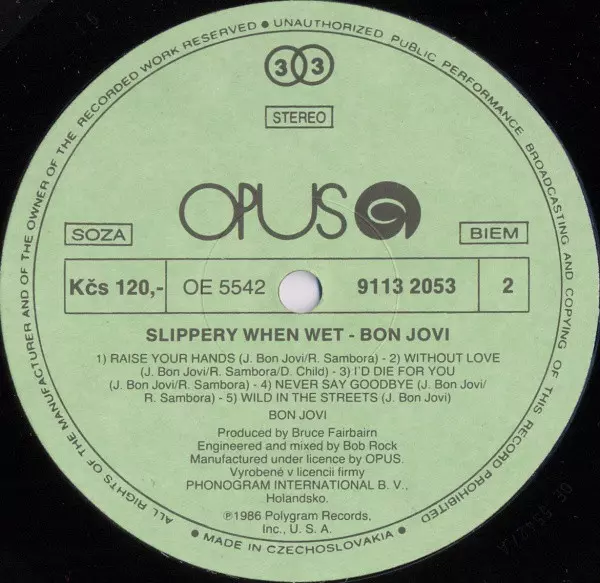 ALL RIGHTS OF THE MANUFACTURER AND OF THE OWNER OF THE RECORDED WORK RESERVED ● UNAUTHORIZED PUBLIC PERFORMANCE BROADCASTING AND COPYING OF THIS RECORD PROHIBITED
● MADE IN CZECHOSLOVAKIA ●
33
STEREO
OPUS
SOZA
BIEM
Kčs 120,- OE 5542 9113 2053 2
SLIPPERY WHEN WET - BON JOVI
1) RAISE YOUR HANDS (J. Bon Jovi/R. Sambora) - 2) WITHOUT LOVE
(J. Bon Jovi/R. Sambora/D. Child) - 3) I'D DIE FOR YOU
(J. Bon Jovi/R. Sambora) - 4) NEVER SAY GOODBYE (J. Bon Jovi/
R. Sambora) - 5) WILD IN THE STREETS (J. Bon Jovi)
BON JOVI
Produced by Bruce Fairbairn
Engineered and mixed by Bob Rock
Manufactured under licence by OPUS.
Vyrobené v licencii firmy
PHONOGRAM INTERNATIONAL B. V.,
Holandsko.
℗1986 Polygram Records,
Inc., U. S. A.